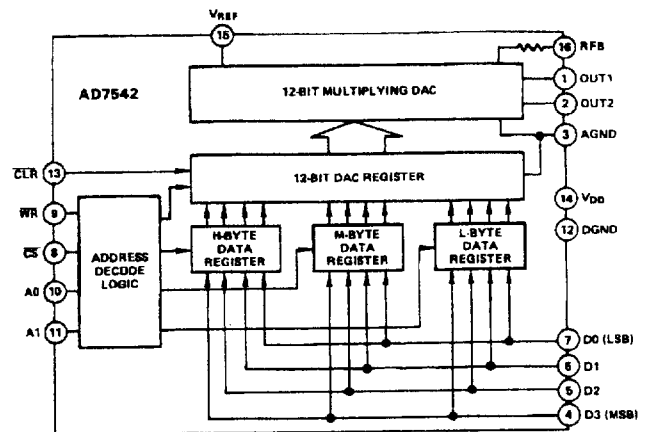 VREF
15
16 RFB
AD7542
12-BIT MULTIPLYING DAC
1 OUT1
2 OUT2
3 AGND
CLR 13
12-BIT DAC REGISTER
14 VDD
WR 9
12 DGND
CS 8
ADDRESS
DECODE
LOGIC
H-BYTE
DATA
REGISTER
M-BYTE
DATA
REGISTER
L-BYTE
DATA
REGISTER
A0 10
A1 11
7 D0 (LSB)
6 D1
5 D2
4 D3 (MSB)